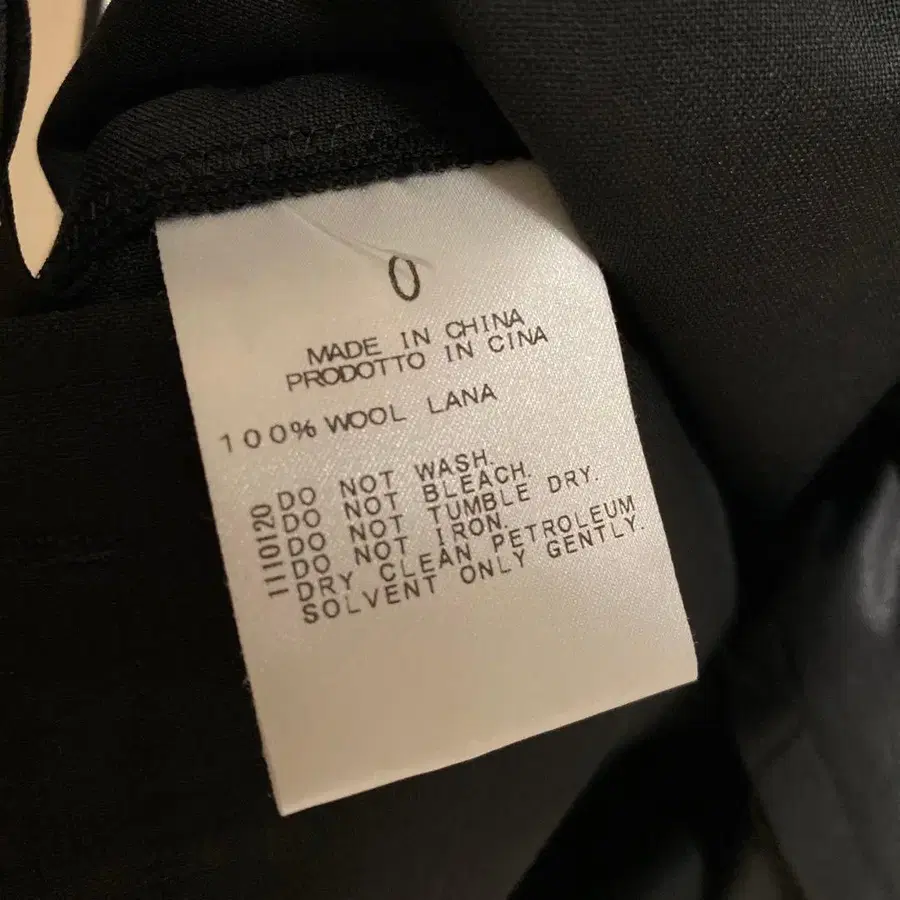 0
MADE IN CHINA
PRODOTTO IN CINA
100% WOOL LANA
DO NOT WASH.
DO NOT BLEACH.
DO NOT TUMBLE DRY.
DO NOT IRON.
DRY CLEAN PETROLEUM
SOLVENT ONLY GENTLY.
1110120